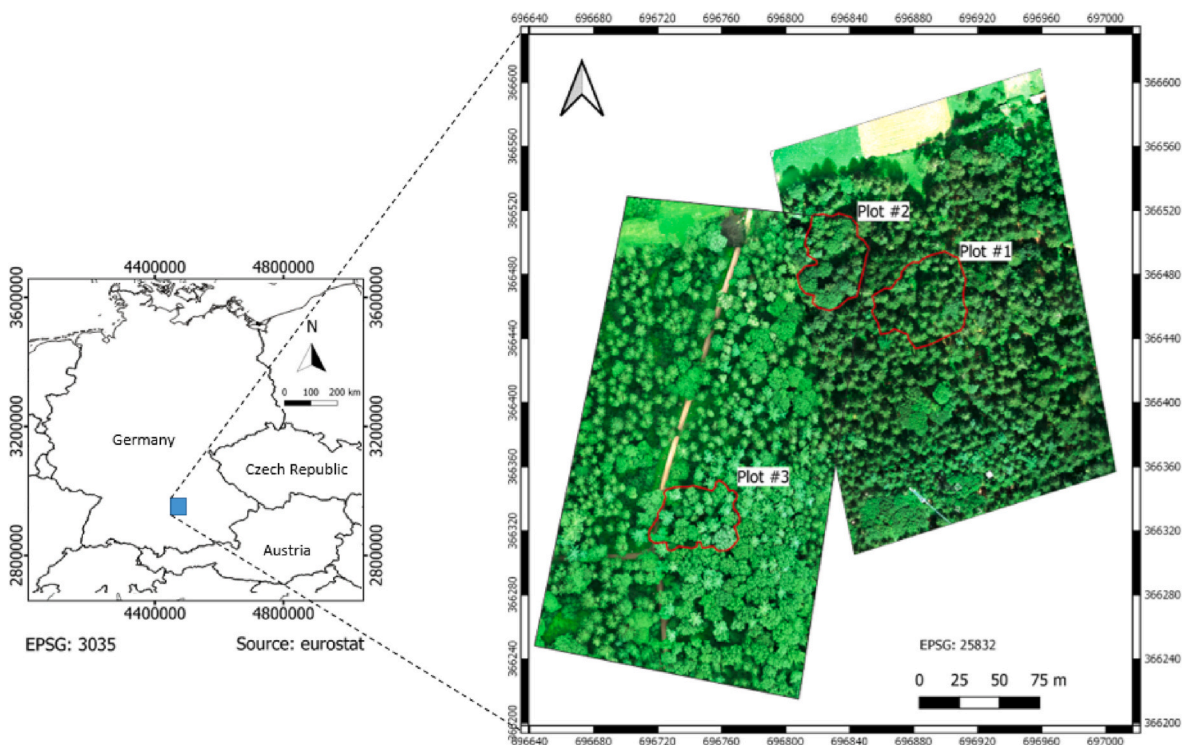 4400000 4800000
3600000
3200000
2800000
3600000
3200000
2800000
N
0 100 200 km
Germany
Czech Republic
Austria
4400000 4800000
EPSG: 3035 Source: eurostat
696640 696680 696720 696760 696800 696840 696880 696920 696960 697000
366600
366560
366520
366480
366440
366400
366360
366320
366280
366240
366200
366600
366560
366520
366480
366440
366400
366360
366320
366280
366240
366200
Plot #2
Plot #1
Plot #3
EPSG: 25832
0 25 50 75 m
696640 696680 696720 696760 696800 696840 696880 696920 696960 697000